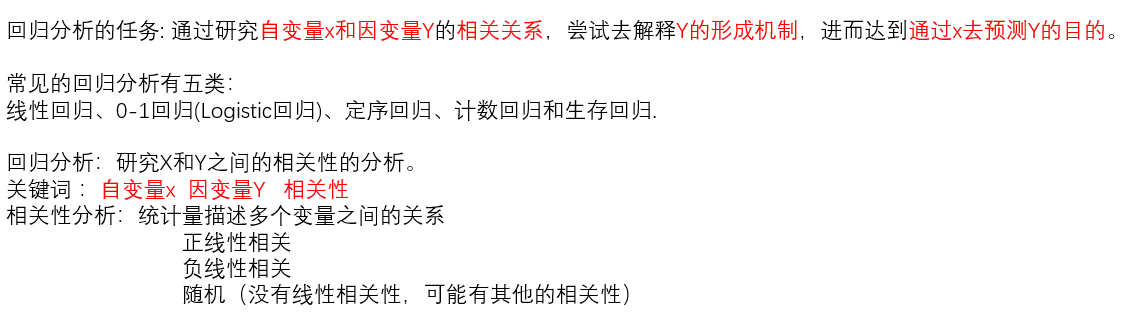 回归分析的任务: 通过研究自变量x和因变量Y的相关关系，尝试去解释Y的形成机制，进而达到通过x去预测Y的目的。
常见的回归分析有五类：
线性回归、0-1回归(Logistic回归)、定序回归、计数回归和生存回归.
回归分析：研究X和Y之间的相关性的分析。
关键词 ：自变量x 因变量Y 相关性
相关性分析：统计量描述多个变量之间的关系
正线性相关
负线性相关
随机（没有线性相关性，可能有其他的相关性）